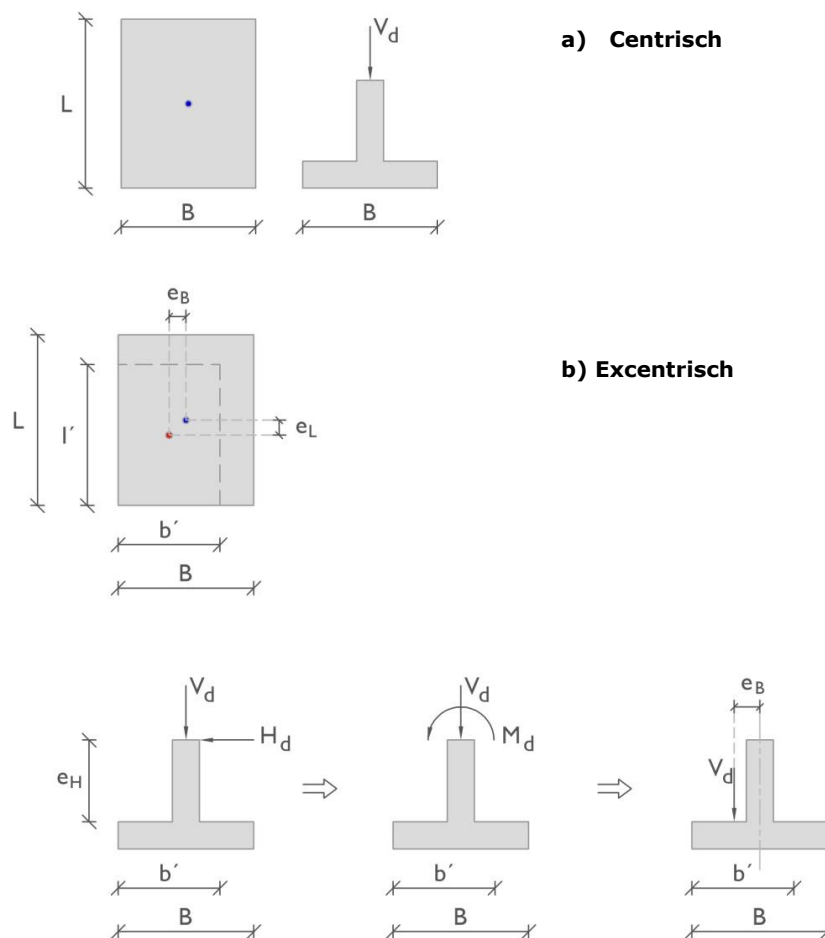 V_d
a) Centrisch
L
B
B
e_B
b) Excentrisch
L
l´
e_L
b´
B
V_d
H_d
e_H
b´
B
V_d
M_d
b´
B
e_B
V_d
b´
B